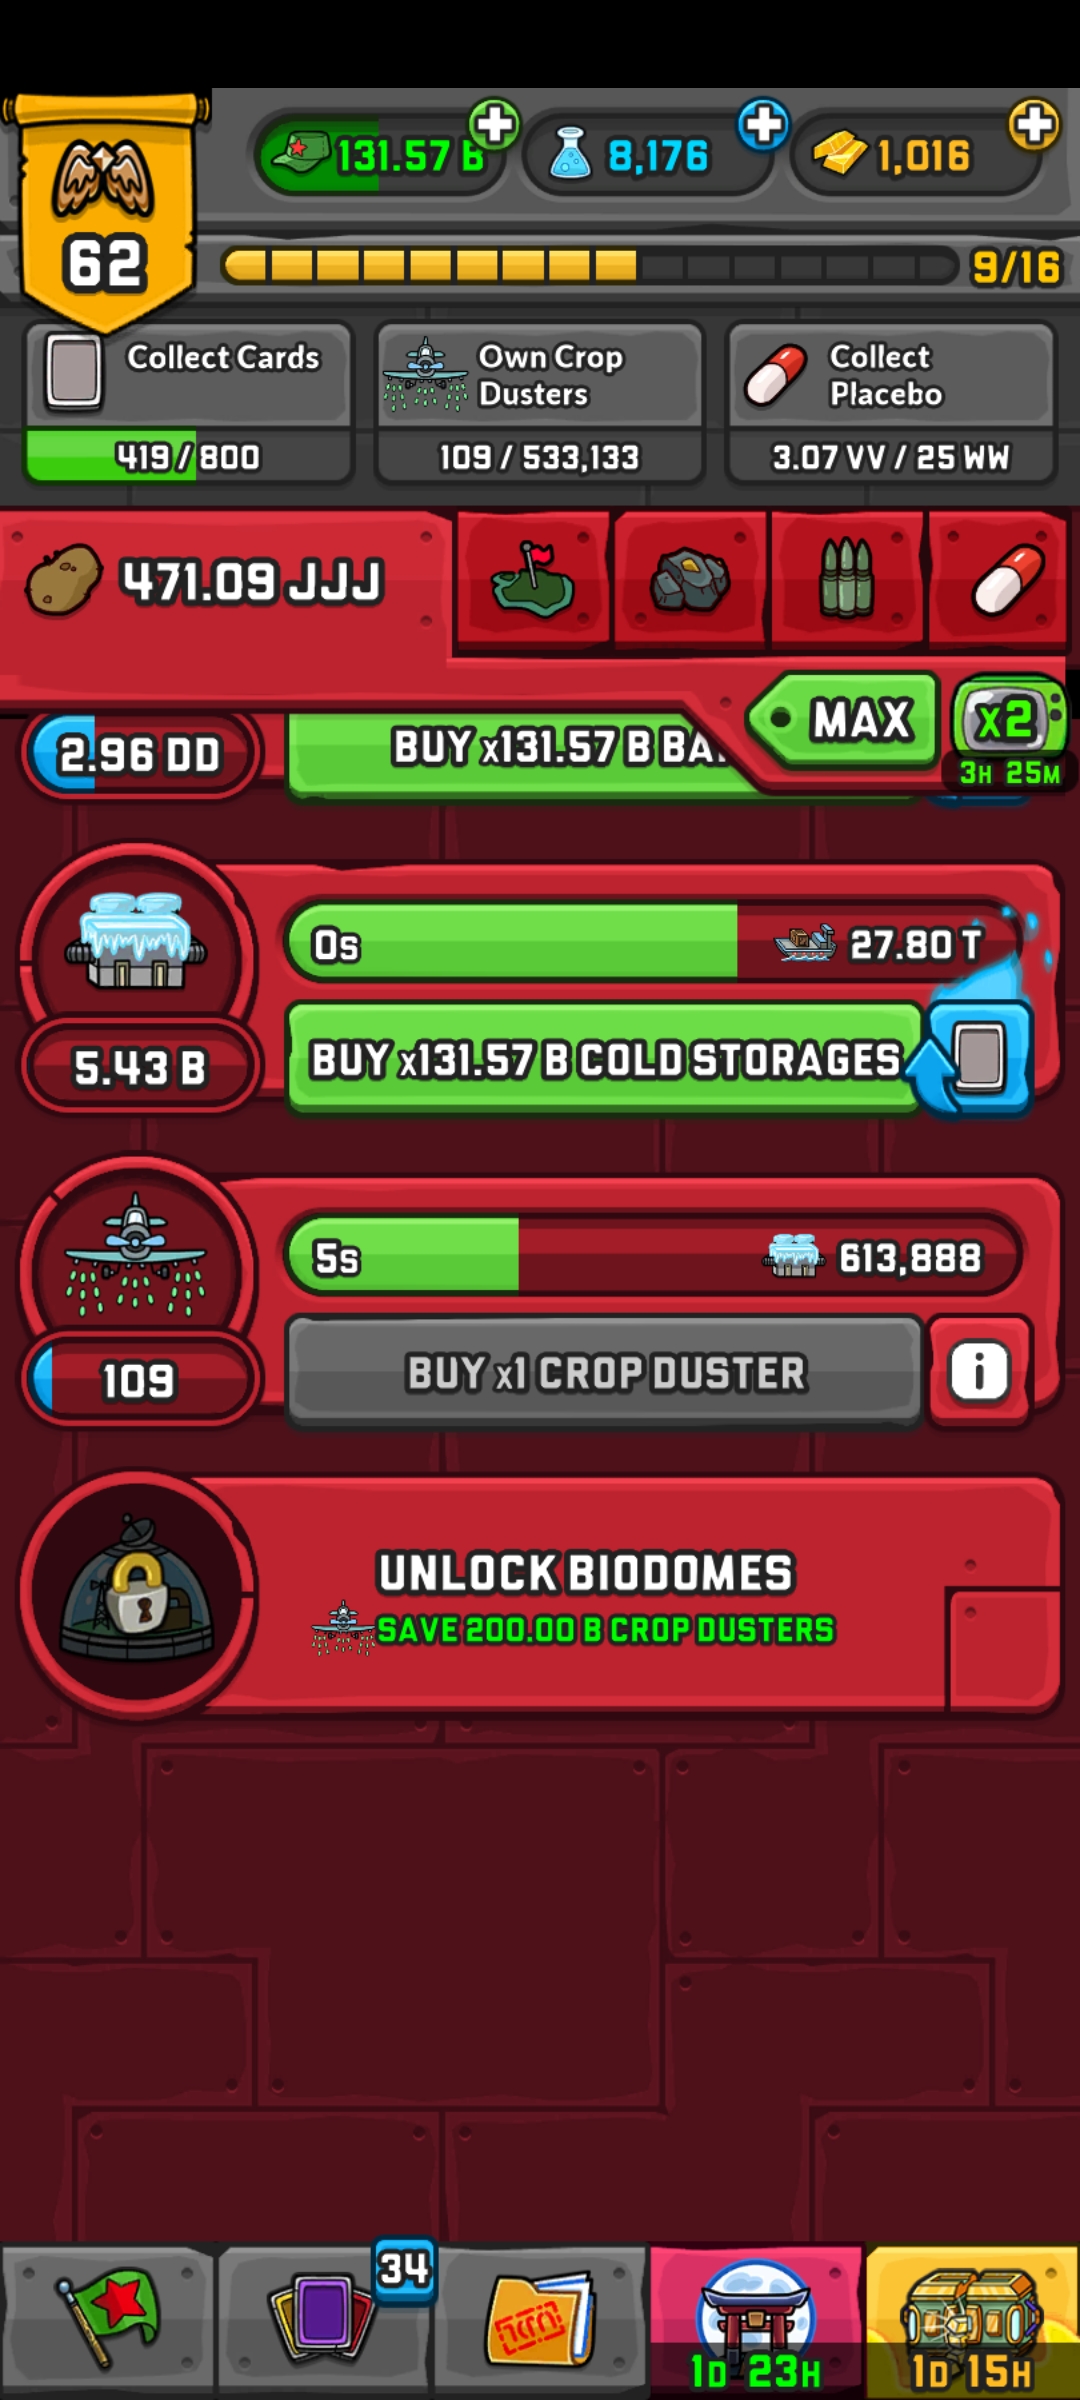 131.57 B
8,176
1,016
62
9/16
Collect Cards
419 / 800
Own Crop
Dusters
109 / 533,133
Collect
Placebo
3.07 VV / 25 WW
471.09 JJJ
MAX
x2
3H 25M
2.96 DD
BUY x131.57 B BA
0s
27.80 T
5.43 B
BUY x131.57 B COLD STORAGES
5s
613,888
109
BUY x1 CROP DUSTER
i
UNLOCK BIODOMES
SAVE 200.00 B CROP DUSTERS
34
1D 23H
1D 15H